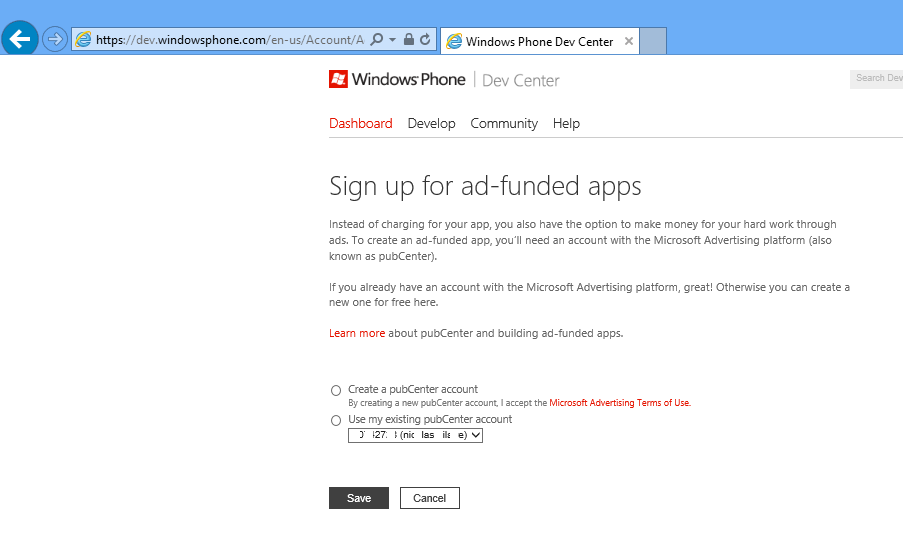 https://dev.windowsphone.com/en-us/Account/A
Windows Phone Dev Center
Windows Phone | Dev Center
Search Dev
Dashboard Develop Community Help
Sign up for ad-funded apps
Instead of charging for your app, you also have the option to make money for your hard work through
ads. To create an ad-funded app, you'll need an account with the Microsoft Advertising platform (also
known as pubCenter).
If you already have an account with the Microsoft Advertising platform, great! Otherwise you can create a
new one for free here.
Learn more about pubCenter and building ad-funded apps.
Create a pubCenter account
By creating a new pubCenter account, I accept the Microsoft Advertising Terms of Use.
Use my existing pubCenter account
Save Cancel